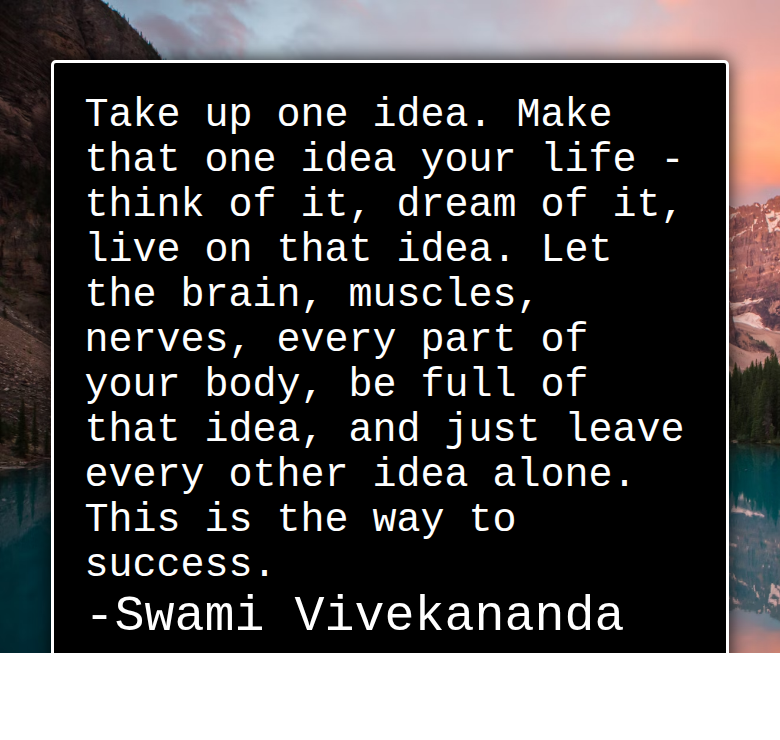 Take up one idea. Make
that one idea your life -
think of it, dream of it,
live on that idea. Let
the brain, muscles,
nerves, every part of
your body, be full of
that idea, and just leave
every other idea alone.
This is the way to
success.
-Swami Vivekananda